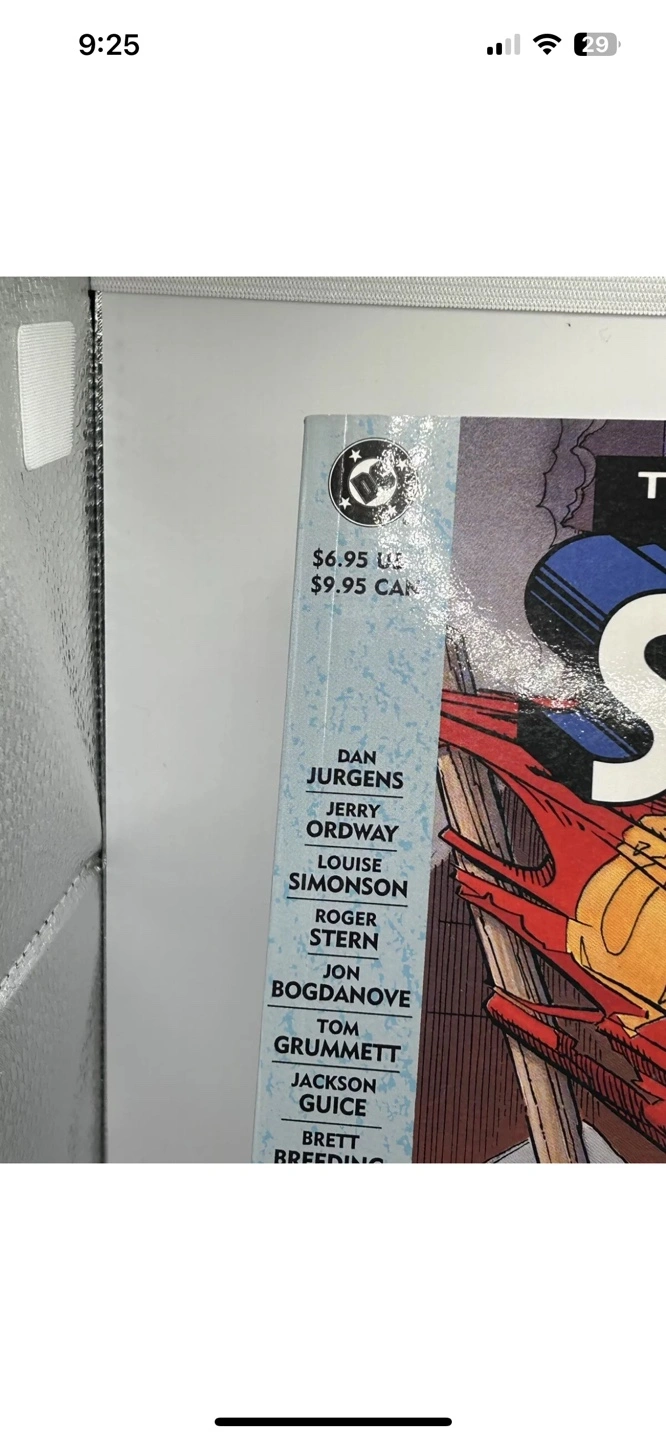 9:25
29
DC
$6.95 US
$9.95 CAN
T
S
DAN
JURGENS
JERRY
ORDWAY
LOUISE
SIMONSON
ROGER
STERN
JON
BOGDANOVE
TOM
GRUMMETT
JACKSON
GUICE
BRETT
BREEDING